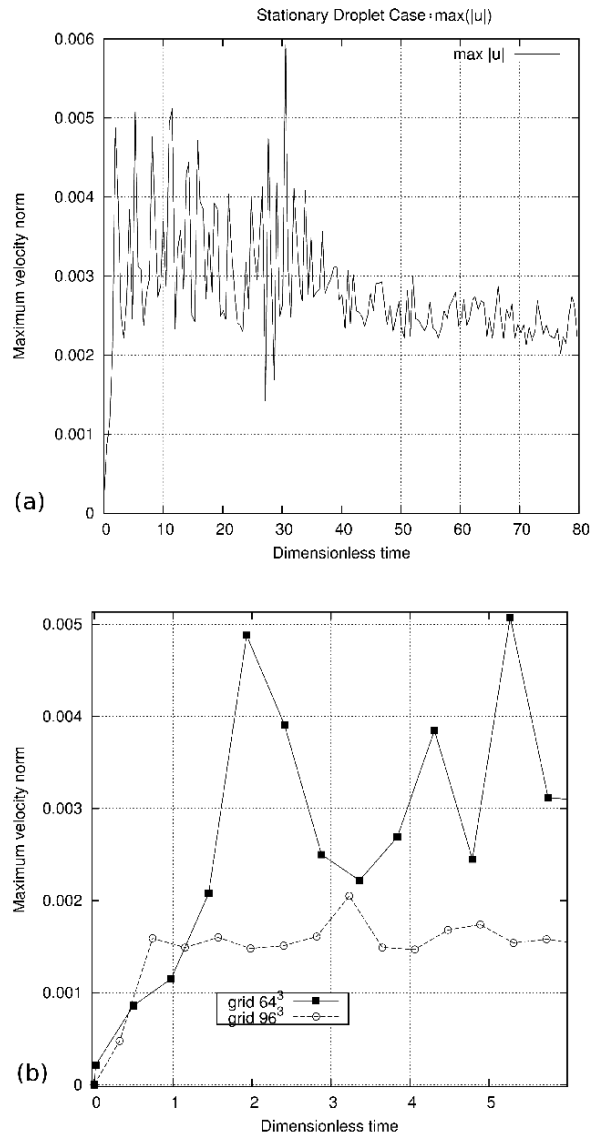 Stationary Droplet Case : max(|u|)
0.006
max |u|
0.005
0.004
0.003
0.002
0.001
0
Maximum velocity norm
(a)
0 10 20 30 40 50 60 70 80
Dimensionless time
0.005
0.004
0.003
0.002
0.001
0
Maximum velocity norm
grid 64³
grid 96³
(b)
0 1 2 3 4 5
Dimensionless time